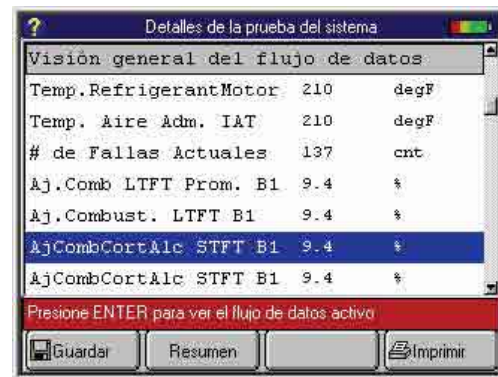 ? Detalles de la prueba del sistema
Visión general del flujo de datos
Temp.RefrigerantMotor 210 degF
Temp. Aire Adm. IAT 210 degF
# de Fallas Actuales 137 cnt
Aj.Comb LTFT Prom. B1 9.4 %
Aj.Combust. LTFT B1 9.4 %
AjCombCortAlc STFT B1 9.4 %
AjCombCortAlc STFT B1 9.4 %
Presione ENTER para ver el flujo de datos activo
Guardar Resumen Imprimir